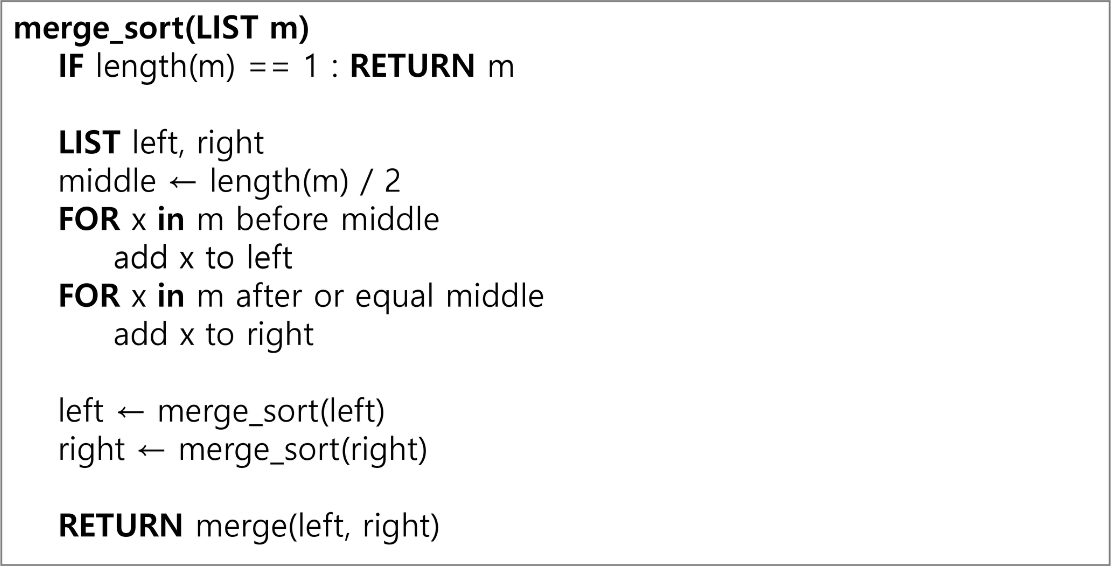 merge_sort(LIST m)
IF length(m) == 1 : RETURN m
LIST left, right
middle ← length(m) / 2
FOR x in m before middle
add x to left
FOR x in m after or equal middle
add x to right
left ← merge_sort(left)
right ← merge_sort(right)
RETURN merge(left, right)